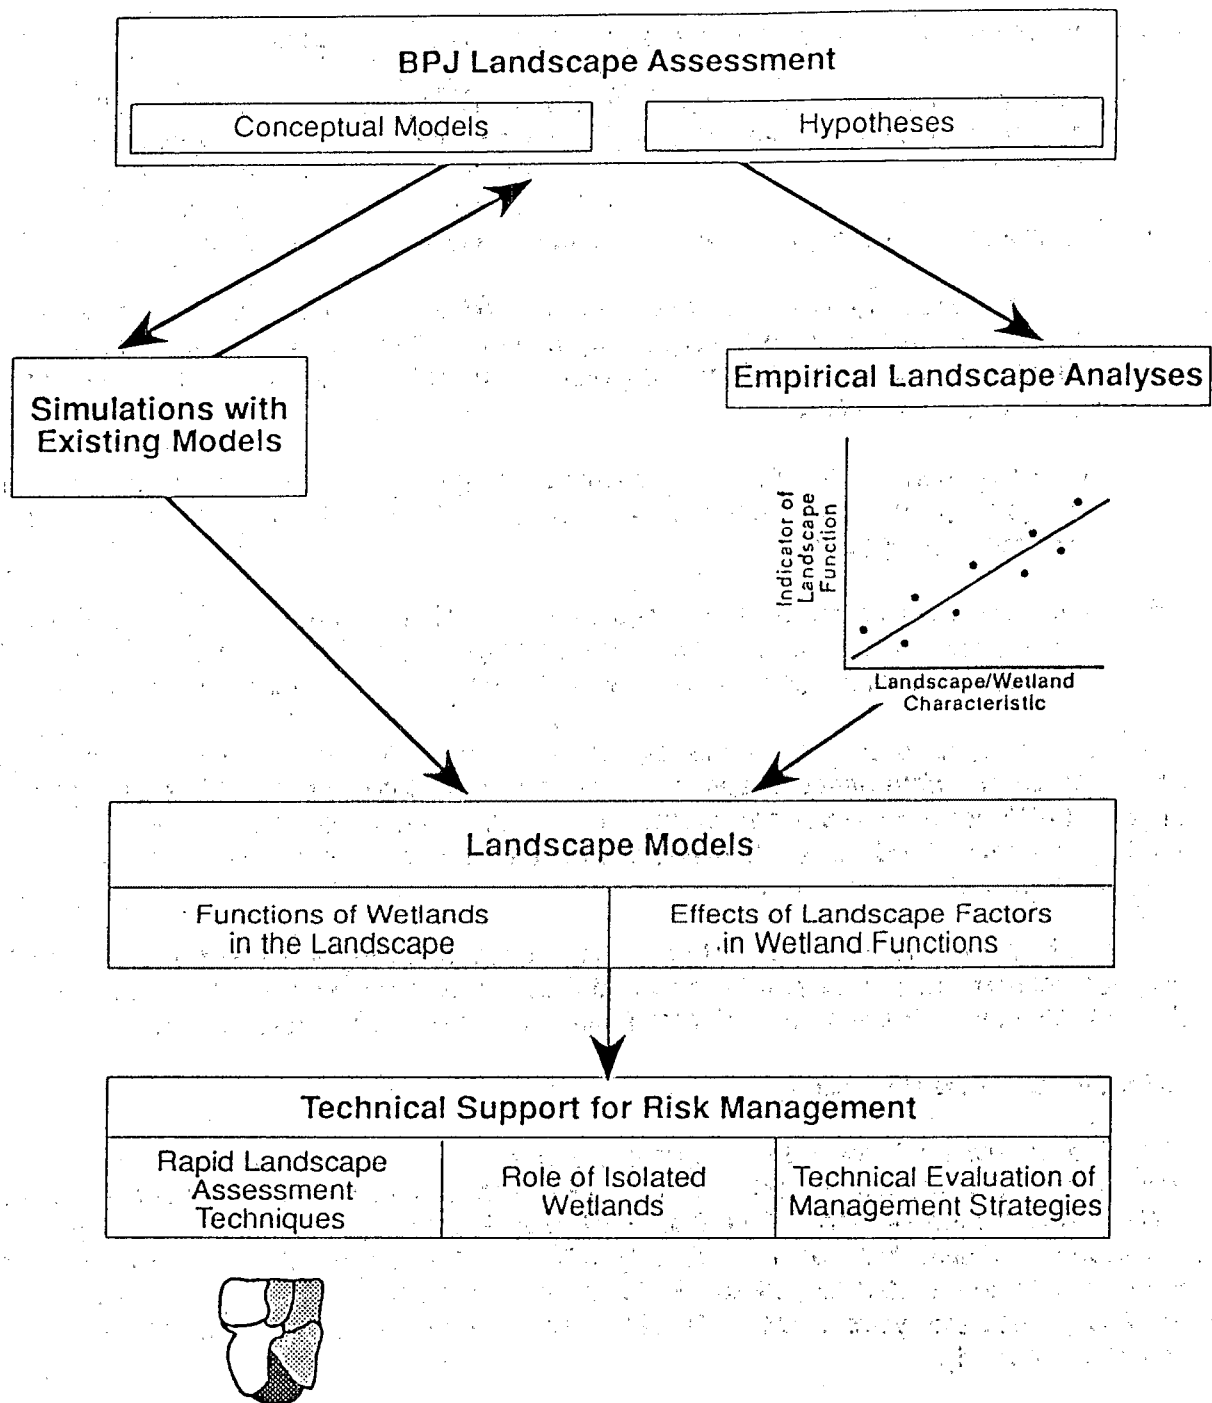 BPJ Landscape Assessment
Conceptual Models
Hypotheses
Simulations with
Existing Models
Empirical Landscape Analyses
Indicator of
Landscape
Function
Landscape/Wetland
Characteristic
Landscape Models
Functions of Wetlands
in the Landscape
Effects of Landscape Factors
in Wetland Functions
Technical Support for Risk Management
Rapid Landscape
Assessment
Techniques
Role of Isolated
Wetlands
Technical Evaluation of
Management Strategies